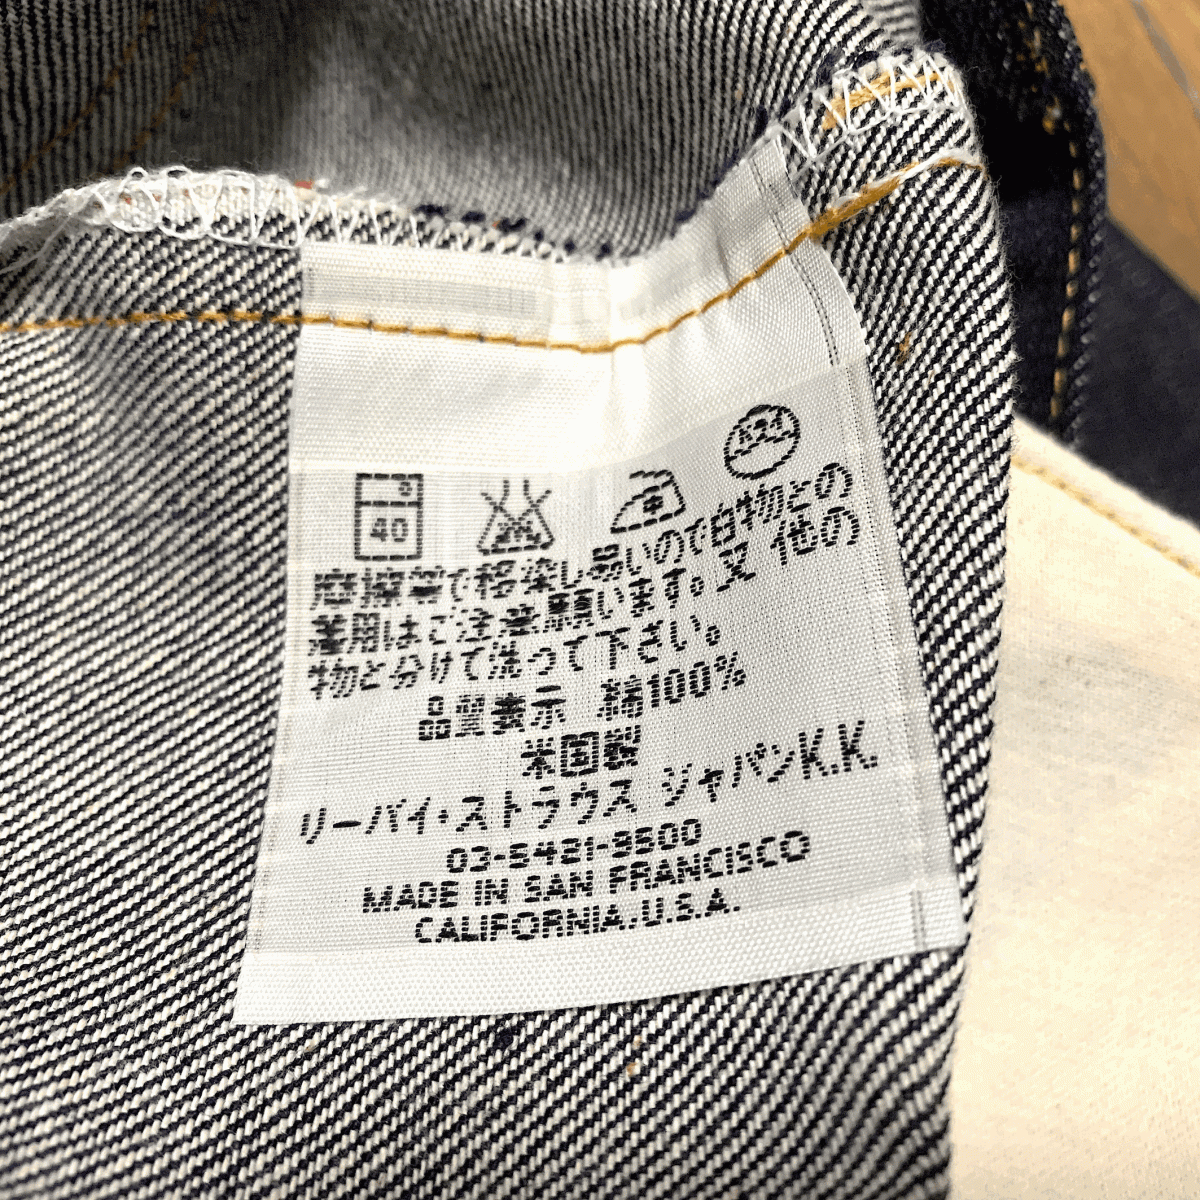 40
摩擦等で移染し易いので白物との
着用はご注意願います。又 他の
物と分けて洗って下さい。
品質表示 綿100%
米国製
リーバイ・ストラウス ジャパンK.K.
03-5421-9500
MADE IN SAN FRANCISCO
CALIFORNIA.U.S.A.